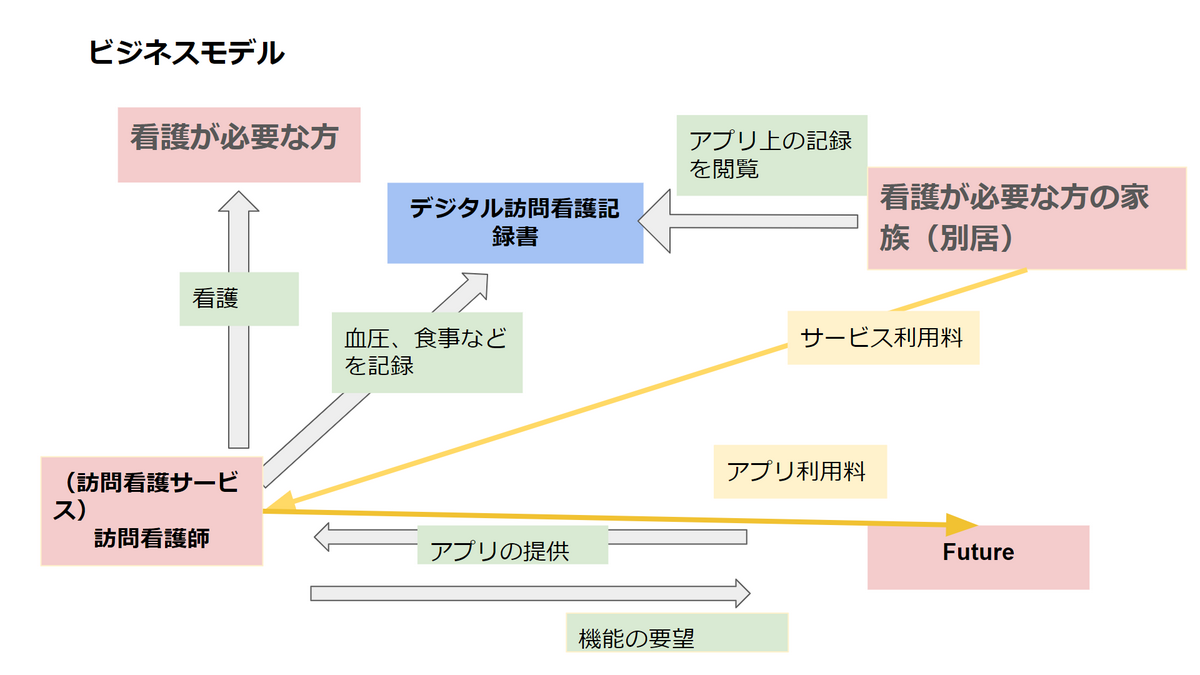 ビジネスモデル
看護が必要な方
アプリ上の記録
を閲覧
デジタル訪問看護記
録書
看護が必要な方の家
族（別居）
看護
血圧、食事など
を記録
サービス利用料
アプリ利用料
（訪問看護サービ
ス）
訪問看護師
アプリの提供
Future
機能の要望